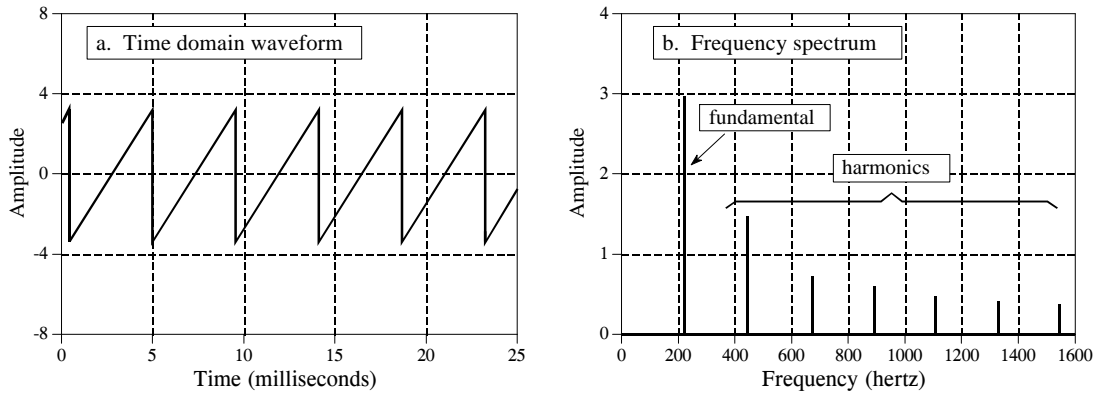 a. Time domain waveform
Amplitude
8
4
0
-4
-8
0 5 10 15 20 25
Time (milliseconds)
b. Frequency spectrum
Amplitude
4
3
2
1
0
fundamental
harmonics
0 200 400 600 800 1000 1200 1400 1600
Frequency (hertz)